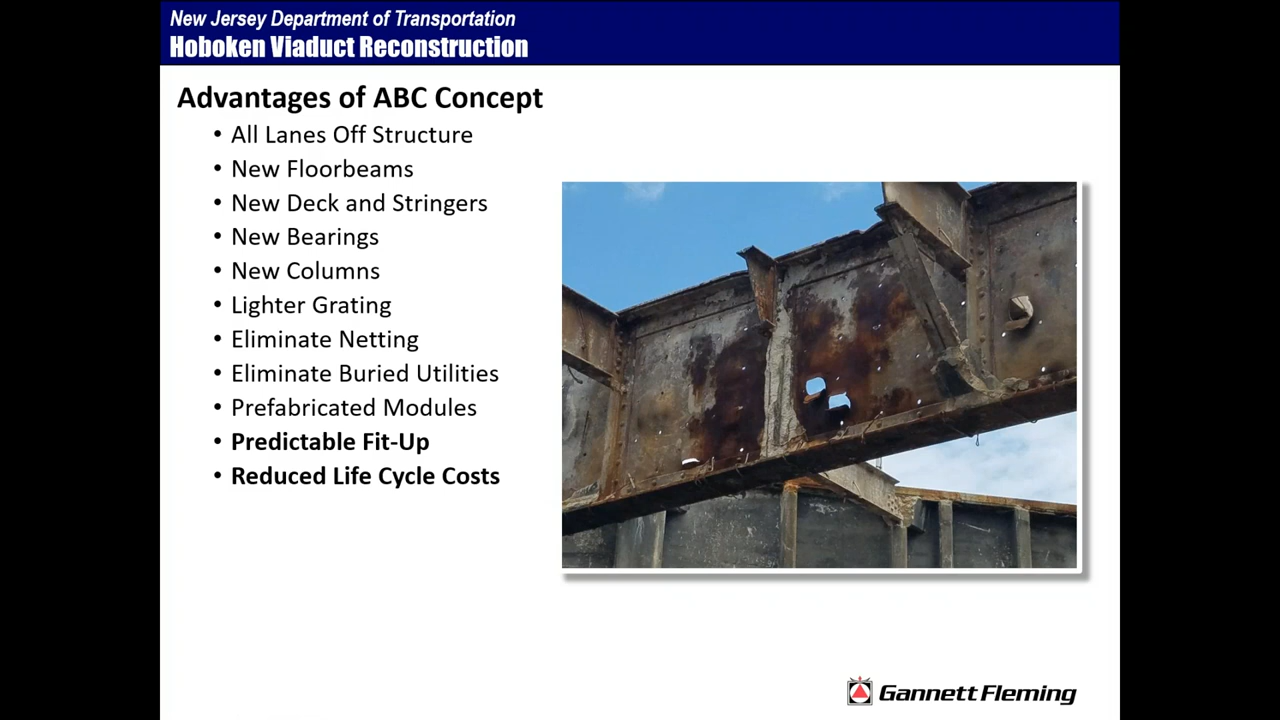 New Jersey Department of Transportation
Hoboken Viaduct Reconstruction
Advantages of ABC Concept
• All Lanes Off Structure
• New Floorbeams
• New Deck and Stringers
• New Bearings
• New Columns
• Lighter Grating
• Eliminate Netting
• Eliminate Buried Utilities
• Prefabricated Modules
• Predictable Fit-Up
• Reduced Life Cycle Costs
Gannett Fleming